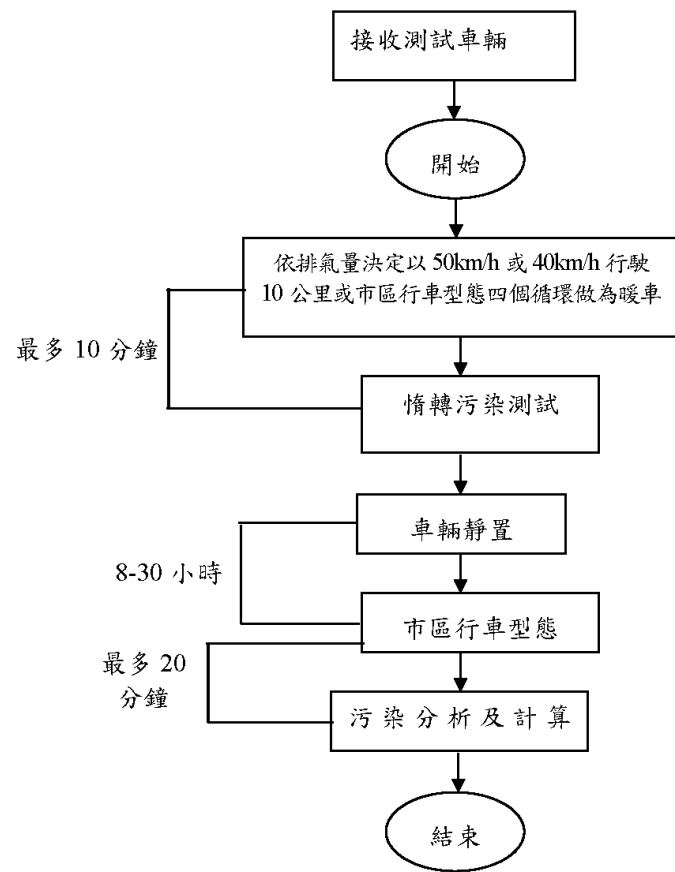 接收測試車輛
開始
依排氣量決定以 50km/h 或 40km/h 行駛
10 公里或市區行車型態四個循環做為暖車
最多 10 分鐘
惰轉污染測試
車輛靜置
8-30 小時
市區行車型態
最多 20
分鐘
污染分析及計算
結束